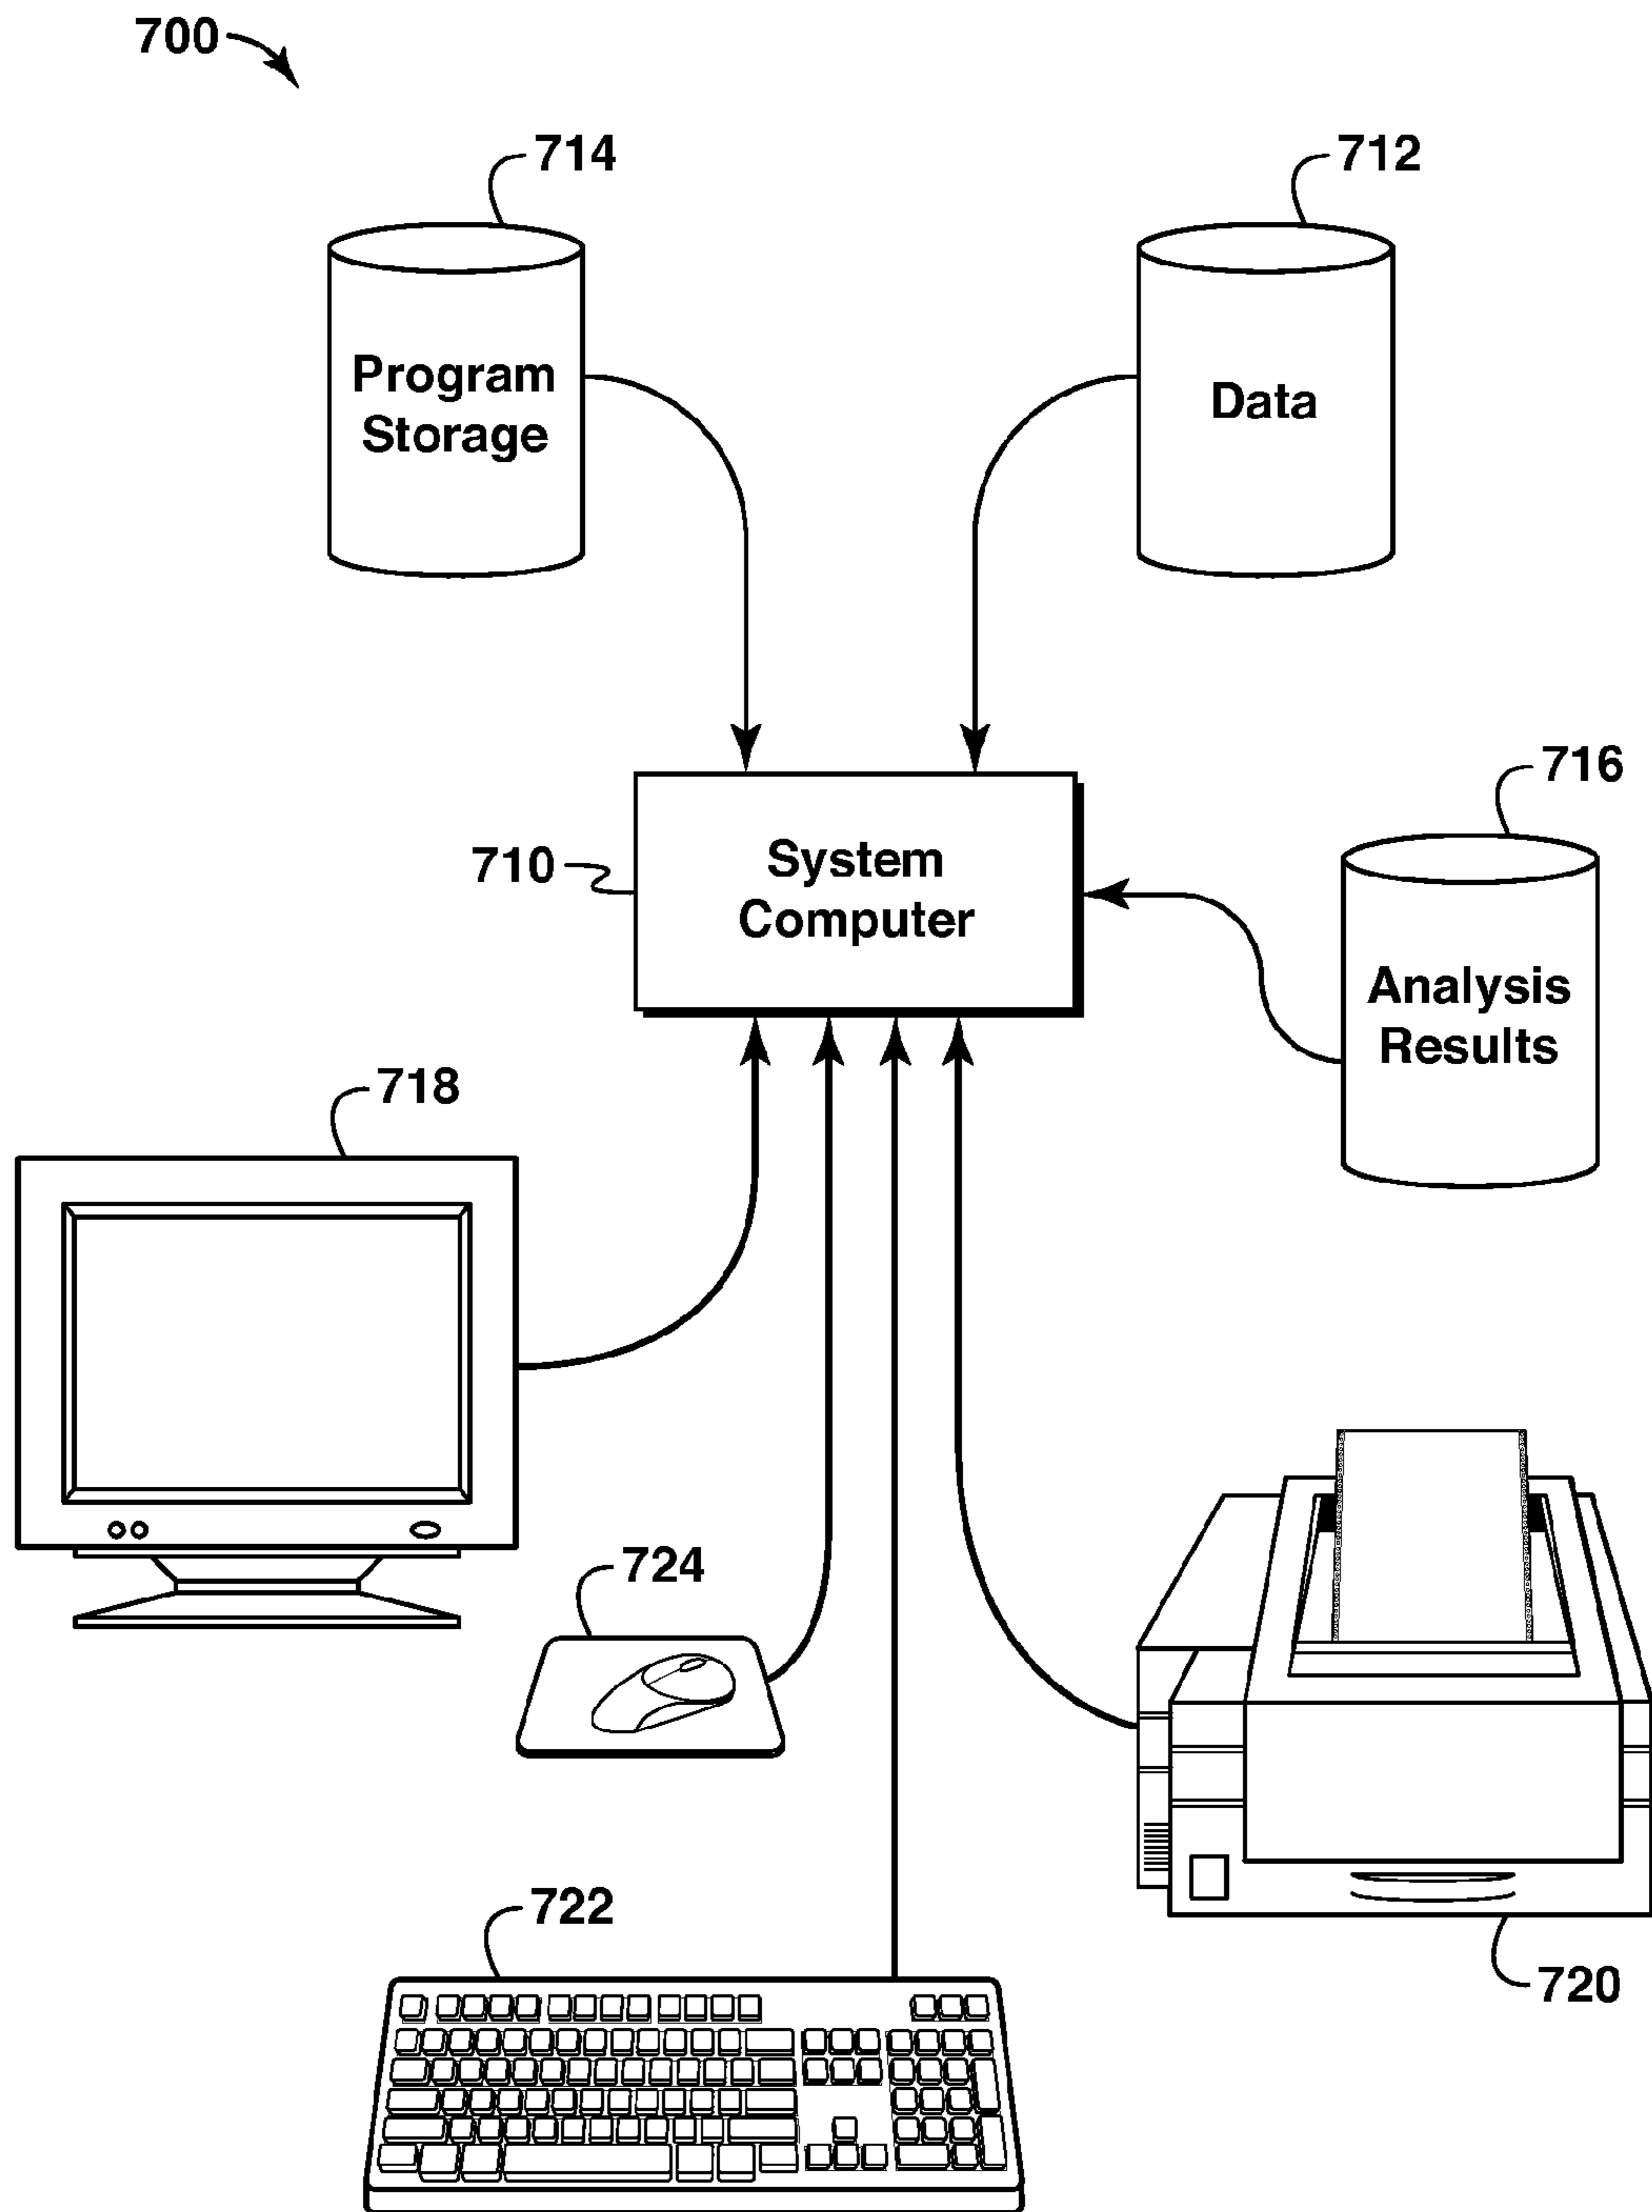 700
714
712
Program
Storage
Data
716
710
System
Computer
Analysis
Results
718
724
722
720